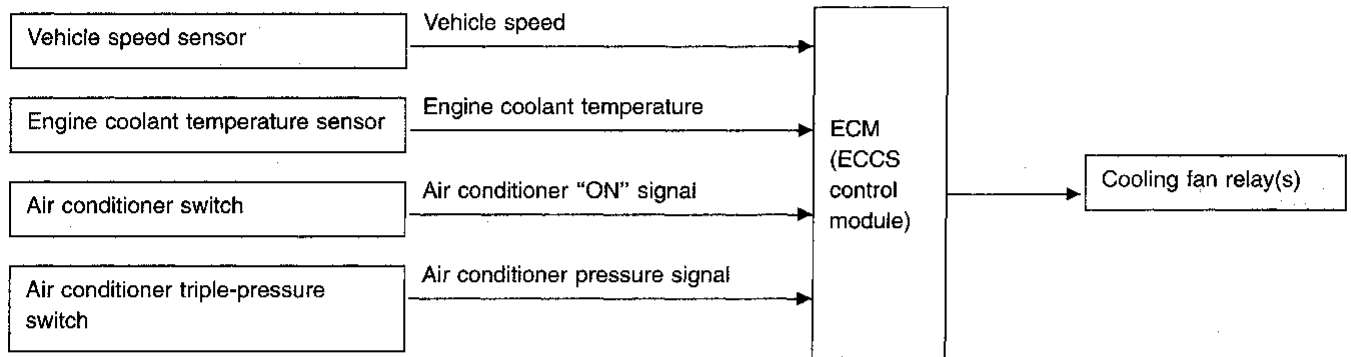 Vehicle speed sensor
Vehicle speed
Engine coolant temperature sensor
Engine coolant temperature
Air conditioner switch
Air conditioner “ON” signal
Air conditioner triple-pressure
switch
Air conditioner pressure signal
ECM
(ECCS
control
module)
Cooling fan relay(s)